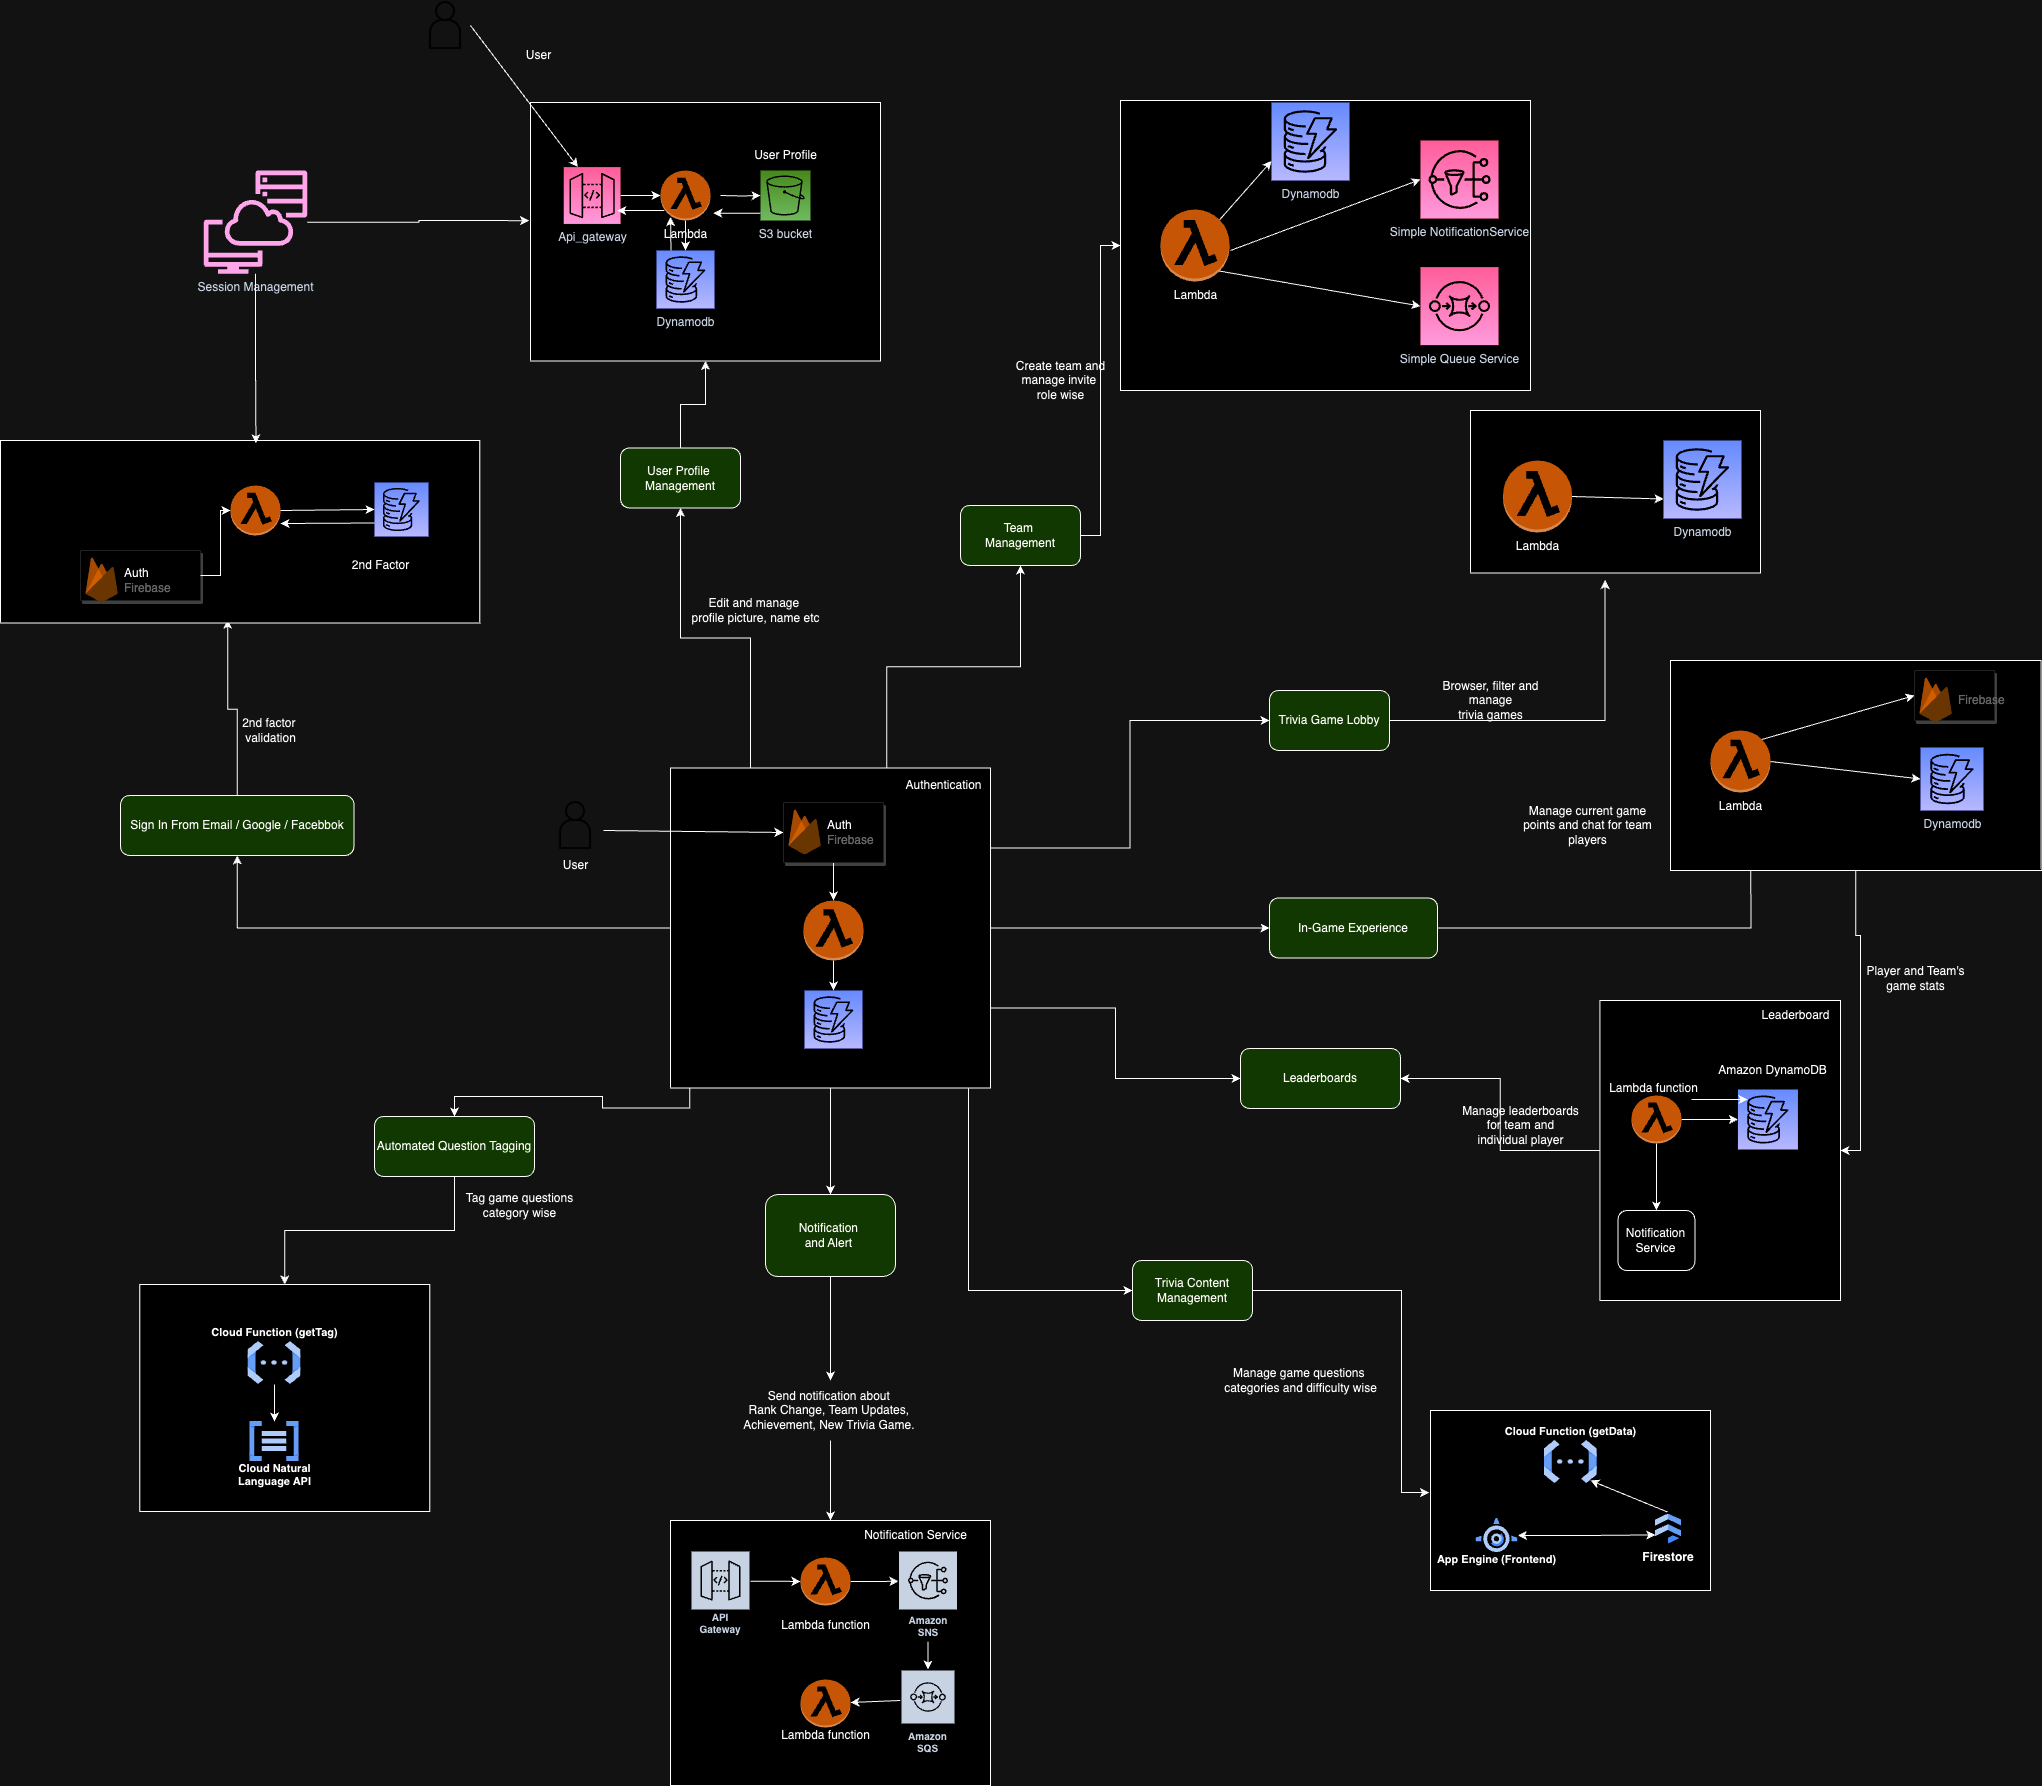 User
User Profile
Api_gateway
Lambda
S3 bucket
Dynamodb
Session Management
Dynamodb
Simple NotificationService
Lambda
Simple Queue Service
Create team and
manage invite
role wise
User Profile
Management
Team
Management
Lambda
Dynamodb
Auth
Firebase
2nd Factor
Edit and manage
profile picture, name etc
2nd factor
validation
Trivia Game Lobby
Browser, filter and
manage
trivia games
Firebase
Lambda
Dynamodb
Manage current game
points and chat for team
players
Sign In From Email / Google / Facebbok
Authentication
Auth
Firebase
User
In-Game Experience
Player and Team's
game stats
Leaderboards
Manage leaderboards
for team and
individual player
Leaderboard
Amazon DynamoDB
Lambda function
Notification
Service
Automated Question Tagging
Tag game questions
category wise
Notification
and Alert
Trivia Content
Management
Cloud Function (getTag)
Cloud Natural
Language API
Send notification about
Rank Change, Team Updates,
Achievement, New Trivia Game.
Manage game questions
categories and difficulty wise
Cloud Function (getData)
App Engine (Frontend)
Firestore
Notification Service
API
Gateway
Lambda function
Amazon
SNS
Lambda function
Amazon
SQS